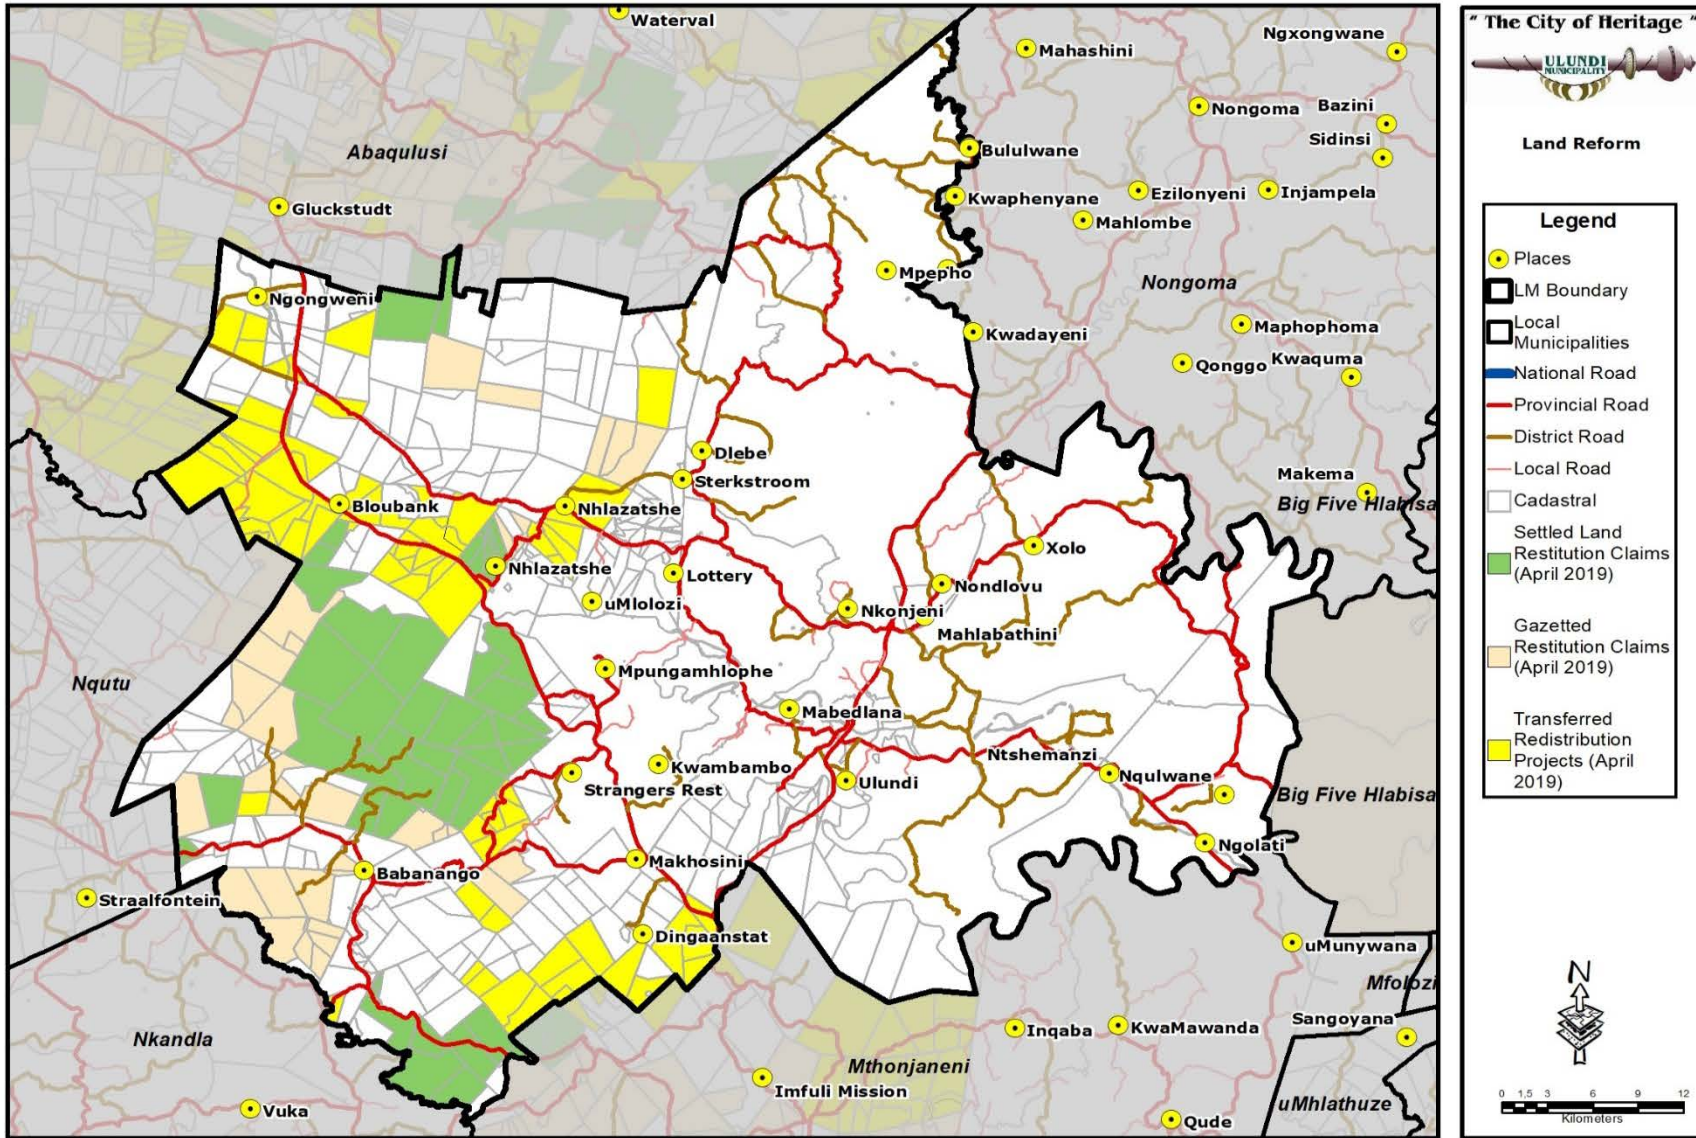 Waterval
Mahashini
Ngxongwane
Nongoma
Bazini
Sidinsi
Abaqulusi
Bululwane
Gluckstudt
Kwaphenyane
Ezilonyeni
Injampela
Mahlombe
Mpepho
Nongoma
Ngongweni
Kwadayeni
Maphophoma
Qonggo
Kwaquma
Dlebe
Sterkstroom
Makema
Big Five Hlabisa
Bloubank
Nhlazatshe
Xolo
Nhlazatshe
Lottery
Nondlovu
uMlolozi
Nkonjeni
Mahlabathini
Nqutu
Mpungamhlophe
Mabedlana
Ntshemanzi
Kwambambo
Strangers Rest
Ulundi
Nqulwane
Big Five Hlabisa
Ngolati
Makhosini
Babanango
Straalfontein
Dingaanstat
uMunywana
Mfolozi
Nkandla
Inqaba
KwaMawanda
Sangoyana
Mthonjaneni
Imfuli Mission
Vuka
Qude
uMhlathuze
" The City of Heritage "
ULUNDI
MUNICIPALITY
Land Reform
Legend
Places
LM Boundary
Local
Municipalities
National Road
Provincial Road
District Road
Local Road
Cadastral
Settled Land
Restitution Claims
(April 2019)
Gazetted
Restitution Claims
(April 2019)
Transferred
Redistribution
Projects (April
2019)
N
0 1,5 3 6 9 12
Kilometers